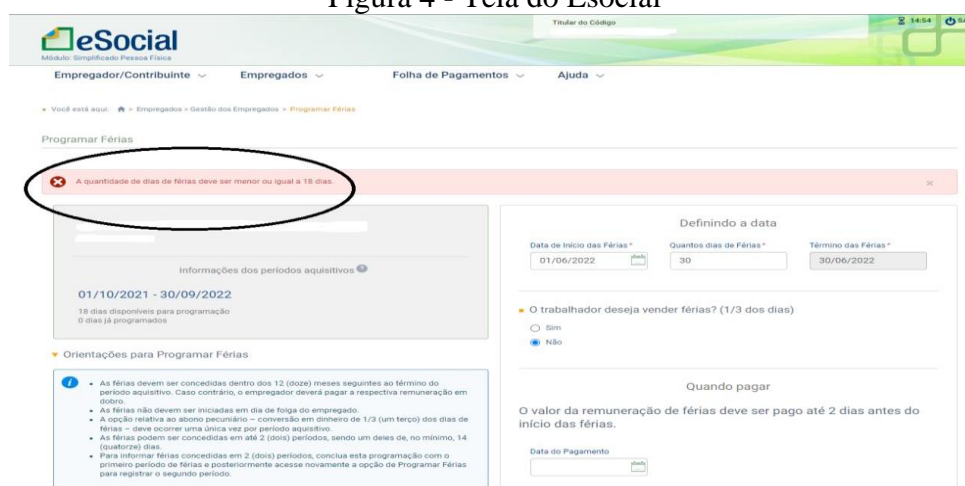 Figura 4 - Tela do Esocial
Titular do Código
14:54
eSocial
Módulo: Simplificado Pessoa Física
Empregador/Contribuinte Empregados Folha de Pagamentos Ajuda
Você está aqui: > Empregados > Gestão dos Empregados > Programar Férias
Programar Férias
A quantidade de dias de férias deve ser menor ou igual a 18 dias. ×
Informações dos períodos aquisitivos ?
01/10/2021 - 30/09/2022
18 dias disponíveis para programação
0 dias já programados
Orientações para Programar Férias
i
• As férias devem ser concedidas dentro dos 12 (doze) meses seguintes ao término do
período aquisitivo. Caso contrário, o empregador deverá pagar a respectiva remuneração em
dobro.
• As férias não devem ser iniciadas em dia de folga do empregado.
• A opção relativa ao abono pecuniário – conversão em dinheiro de 1/3 (um terço) dos dias de
férias – deve ocorrer uma única vez por período aquisitivo.
• As férias podem ser concedidas em até 2 (dois) períodos, sendo um deles de, no mínimo, 14
(quatorze) dias.
• Para informar férias concedidas em 2 (dois) períodos, conclua esta programação com o
primeiro período de férias e posteriormente acesse novamente a opção de Programar Férias
para registrar o segundo período.
Definindo a data
Data de Início das Férias * Quantos dias de Férias * Término das Férias *
01/06/2022 30 30/06/2022
O trabalhador deseja vender férias? (1/3 dos dias)
Sim
Não
Quando pagar
O valor da remuneração de férias deve ser pago até 2 dias antes do
início das férias.
Data do Pagamento